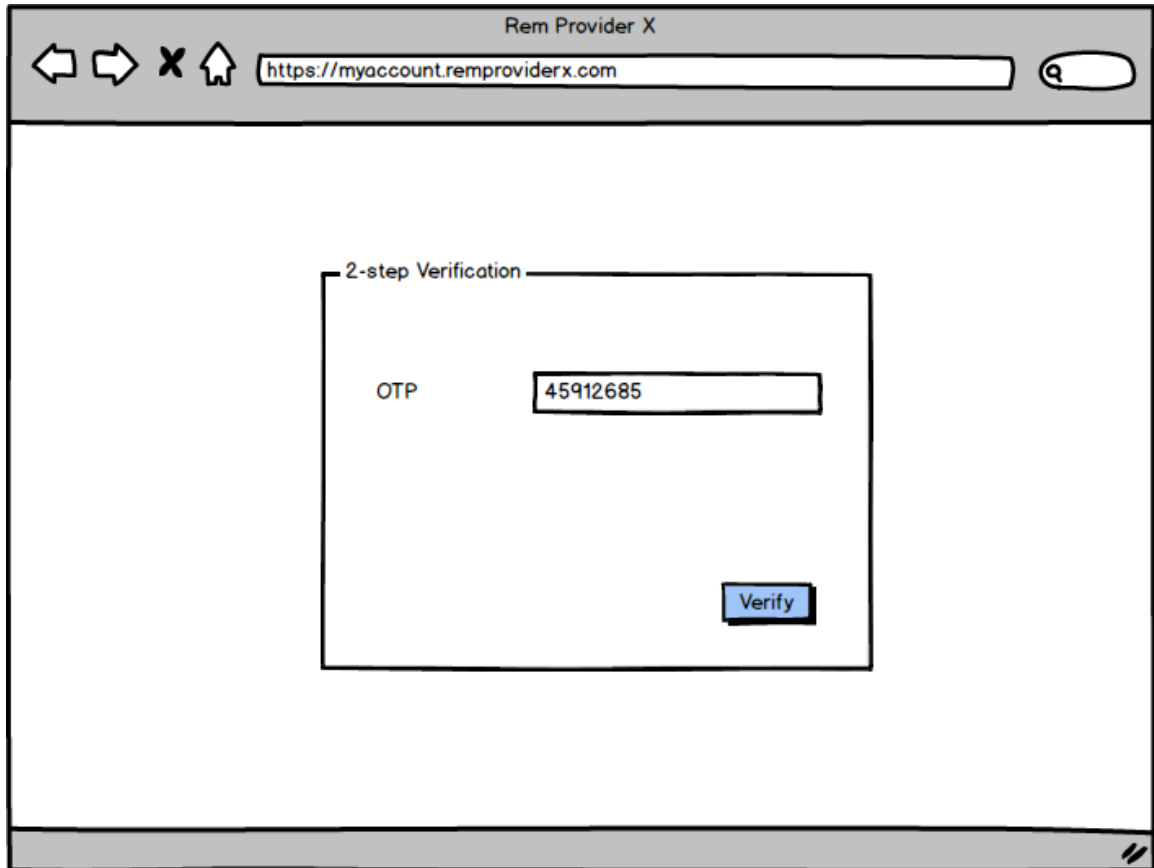 Rem Provider X
https://myaccount.remproviderx.com
2-step Verification
OTP
45912685
Verify